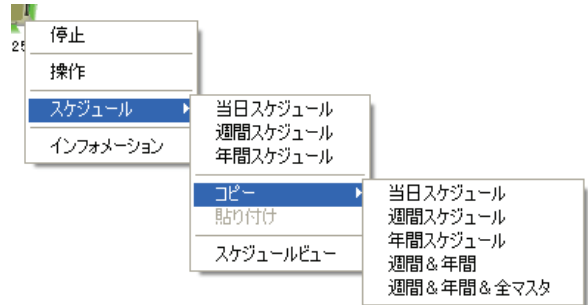 25
停止
操作
スケジュール
インフォメーション
当日スケジュール
週間スケジュール
年間スケジュール
コピー
貼り付け
スケジュールビュー
当日スケジュール
週間スケジュール
年間スケジュール
週間&年間
週間&年間&全マスタ